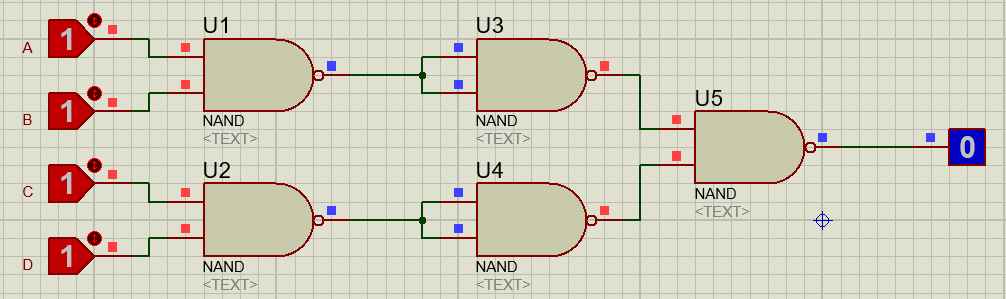 U1
U3
A
1
U5
B
1
NAND
<TEXT>
NAND
<TEXT>
0
U2
U4
C
1
NAND
<TEXT>
D
1
NAND
<TEXT>
NAND
<TEXT>